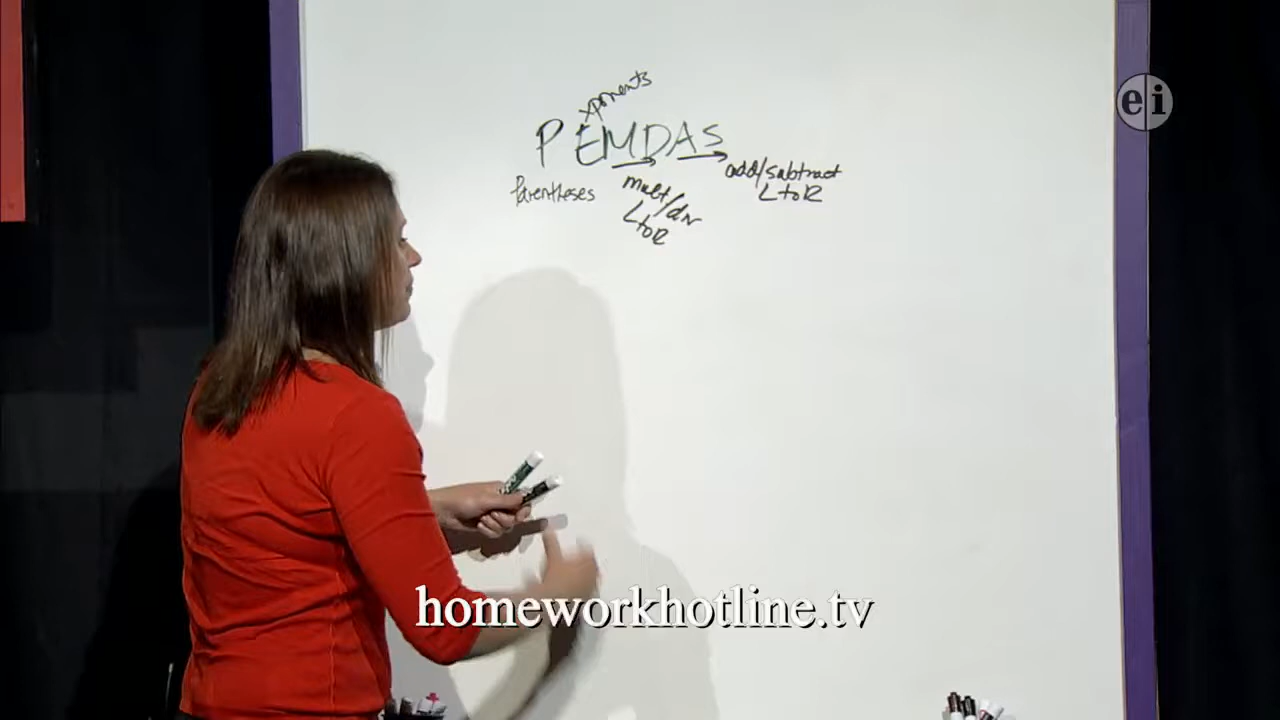 xponents
PEMDAS
Parentheses
mult/div
L to R
add/subtract
L to R
homeworkhotline.tv
ei